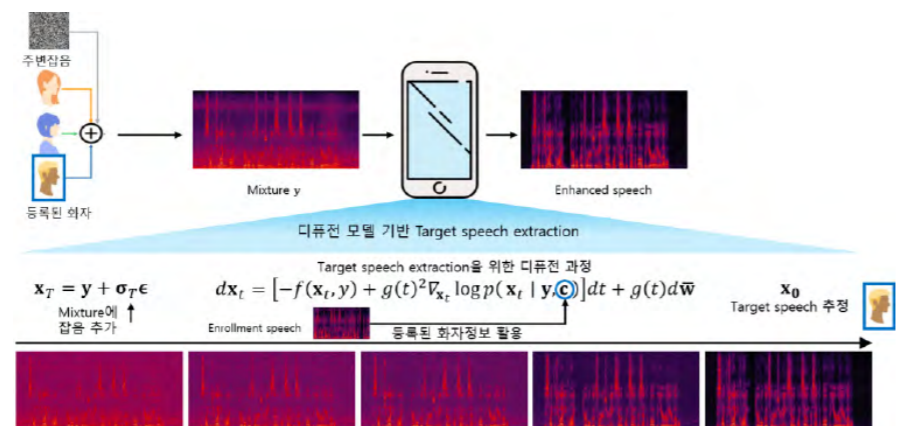 주변잡음
등록된 화자
Mixture y
Enhanced speech
디퓨전 모델 기반 Target speech extraction
Target speech extraction을 위한 디퓨전 과정
x_T = y + σ_Tϵ
dx_t = [−f(x_t, y) + g(t)²∇_{x_t} log p( x_t | y, c)]dt + g(t)dw̅
x_0
Mixture에
잡음 추가
Enrollment speech
등록된 화자정보 활용
Target speech 추정